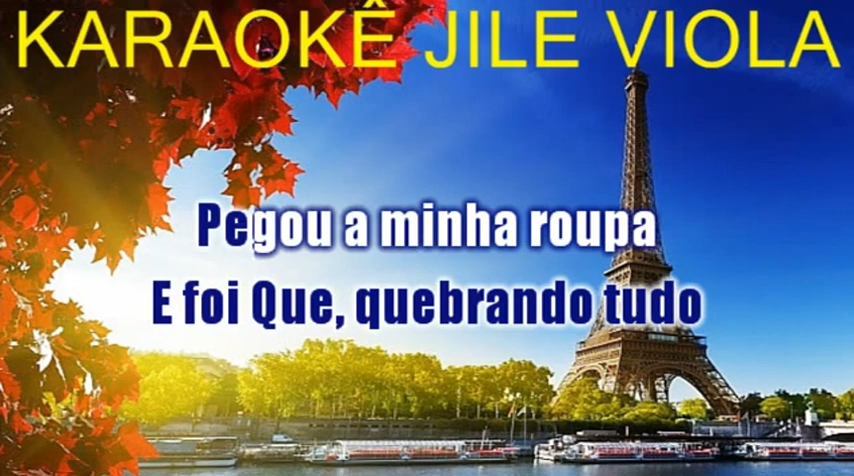 KARAOKÊ JILE VIOLA
Pegou a minha roupa
E foi Que, quebrando tudo